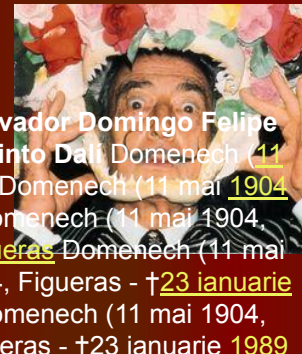 vador Domingo Felipe
into Dalí Domenech (11
Domenech (11 mai 1904
omenech (11 mai 1904,
ueras Domenech (11 mai
, Figueras - †23 ianuarie
omenech (11 mai 1904,
eras - †23 ianuarie 1989